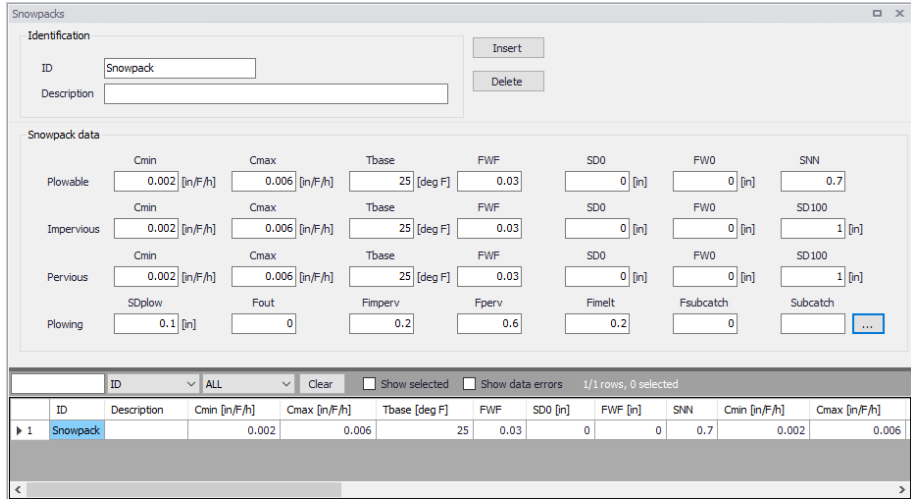 Snowpacks
Identification
Insert
ID Snowpack
Delete
Description
Snowpack data
Cmin Cmax Tbase FWF SD0 FW0 SNN
Plowable 0.002 [in/F/h] 0.006 [in/F/h] 25 [deg F] 0.03 0 [in] 0 [in] 0.7
Cmin Cmax Tbase FWF SD0 FW0 SD100
Impervious 0.002 [in/F/h] 0.006 [in/F/h] 25 [deg F] 0.03 0 [in] 0 [in] 1 [in]
Cmin Cmax Tbase FWF SD0 FW0 SD100
Pervious 0.002 [in/F/h] 0.006 [in/F/h] 25 [deg F] 0.03 0 [in] 0 [in] 1 [in]
SDplow Fout Fimperv Fperv Fimelt Fsubcatch Subcatch
Plowing 0.1 [in] 0 0.2 0.6 0.2 0 ...
ID ALL Clear Show selected Show data errors 1/1 rows, 0 selected
ID Description Cmin [in/F/h] Cmax [in/F/h] Tbase [deg F] FWF SD0 [in] FWF [in] SNN Cmin [in/F/h] Cmax [in/F/h]
1 Snowpack 0.002 0.006 25 0.03 0 0 0.7 0.002 0.006